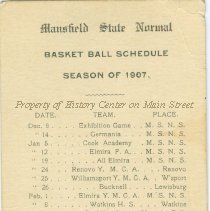 Mansfield State Normal
BASKET BALL SCHEDULE
SEASON OF 1907.
Property of History Center on Main Street
DATE. TEAM. PLACE.
Dec. 8 . . . . Exhibition Game . . M. S. N. S.
" 14 . . . . Germania . . M. S. N. S.
Jan 5 . . . . Cook Academy . . M. S. N. S.
" 12 . . . . Elmira F. A. . . M. S. N. S.
" 19 . . . . All Elmira . . M. S. N. S.
" 24 . . . . Renovo Y. M. C. A. . . Renovo
" 25 . . . . Williamsport Y. M. C. A. . . W'sport
" 26 . . . . Bucknell . . Lewisburg
Feb. 1 . . . . Elmira Y. M. C. A. . . M. S. N. S.
" 8 . . . . Watkins H. S. . . Watkins